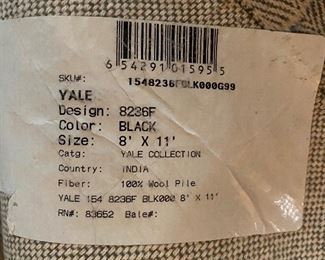 6 54291 01595 5
SKU#: 1548236FBLK000G99
YALE
Design: 8236F
Color: BLACK
Size: 8' X 11'
Catg: YALE COLLECTION
Country: INDIA
Fiber: 100% Wool Pile
YALE 154 8236F BLK000 8' X 11'
RN#: 83652 Bale#: